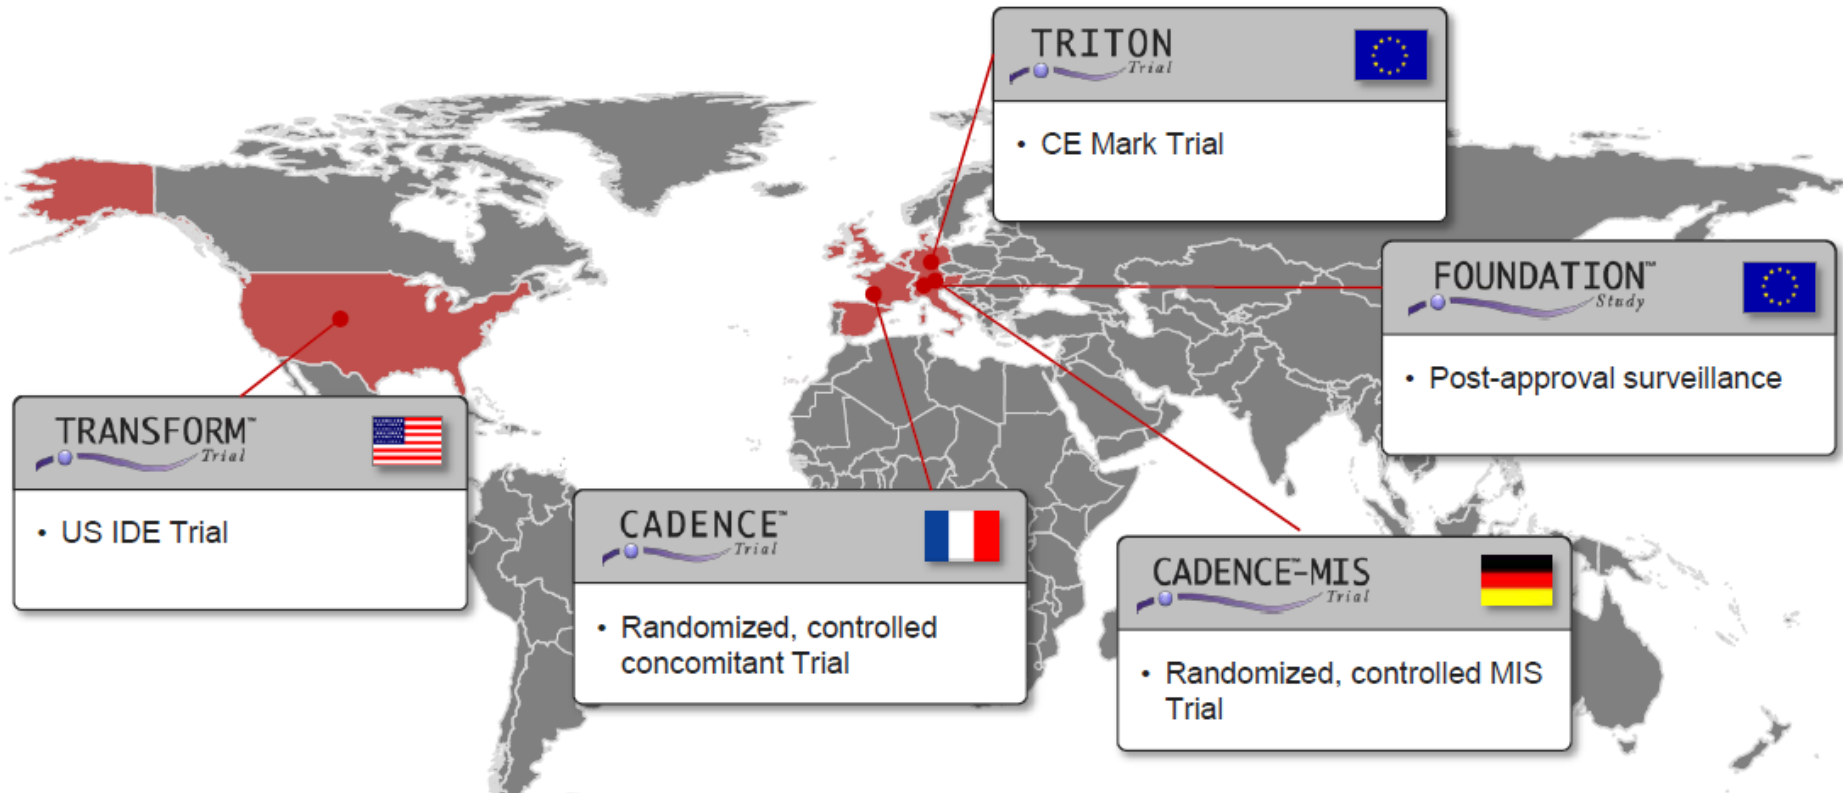 TRITON
Trial
• CE Mark Trial
FOUNDATION™
Study
• Post-approval surveillance
TRANSFORM™
Trial
• US IDE Trial
CADENCE™
Trial
• Randomized, controlled
concomitant Trial
CADENCE™-MIS
Trial
• Randomized, controlled MIS
Trial